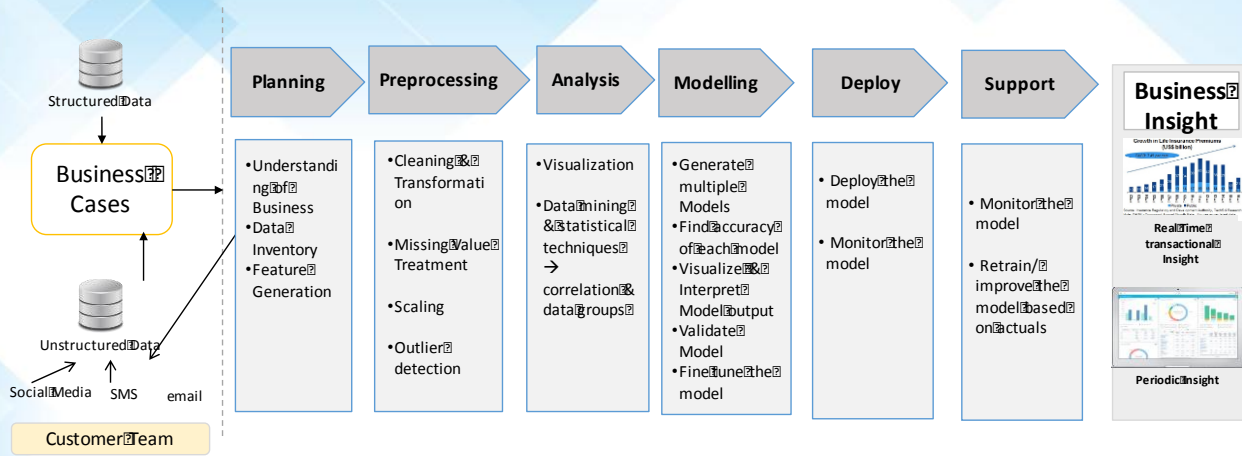 Structured Data
Business
Cases
Unstructured Data
Social Media
SMS
email
Customer Team
Planning
•Understandi
ng of
Business
•Data
Inventory
•Feature
Generation
Preprocessing
•Cleaning &
Transformati
on
•Missing Value
Treatment
•Scaling
•Outlier
detection
Analysis
•Visualization
•Data mining
& statistical
techniques
→
correlation &
data groups
Modelling
•Generate
multiple
Models
•Find accuracy
of each model
•Visualize &
Interpret
Model output
•Validate
Model
•Fine tune the
model
Deploy
• Deploy the
model
• Monitor the
model
Support
• Monitor the
model
• Retrain/
improve the
model based
on actuals
Business
Insight
Growth in Life Insurance Premiums
(US$ billion)
Real Time
transactional
Insight
Periodic Insight